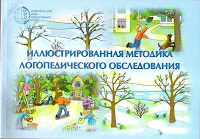 ИЛЛЮСТРИРОВАННАЯ МЕТОДИКА
ЛОГОПЕДИЧЕСКОГО ОБСЛЕДОВАНИЯ